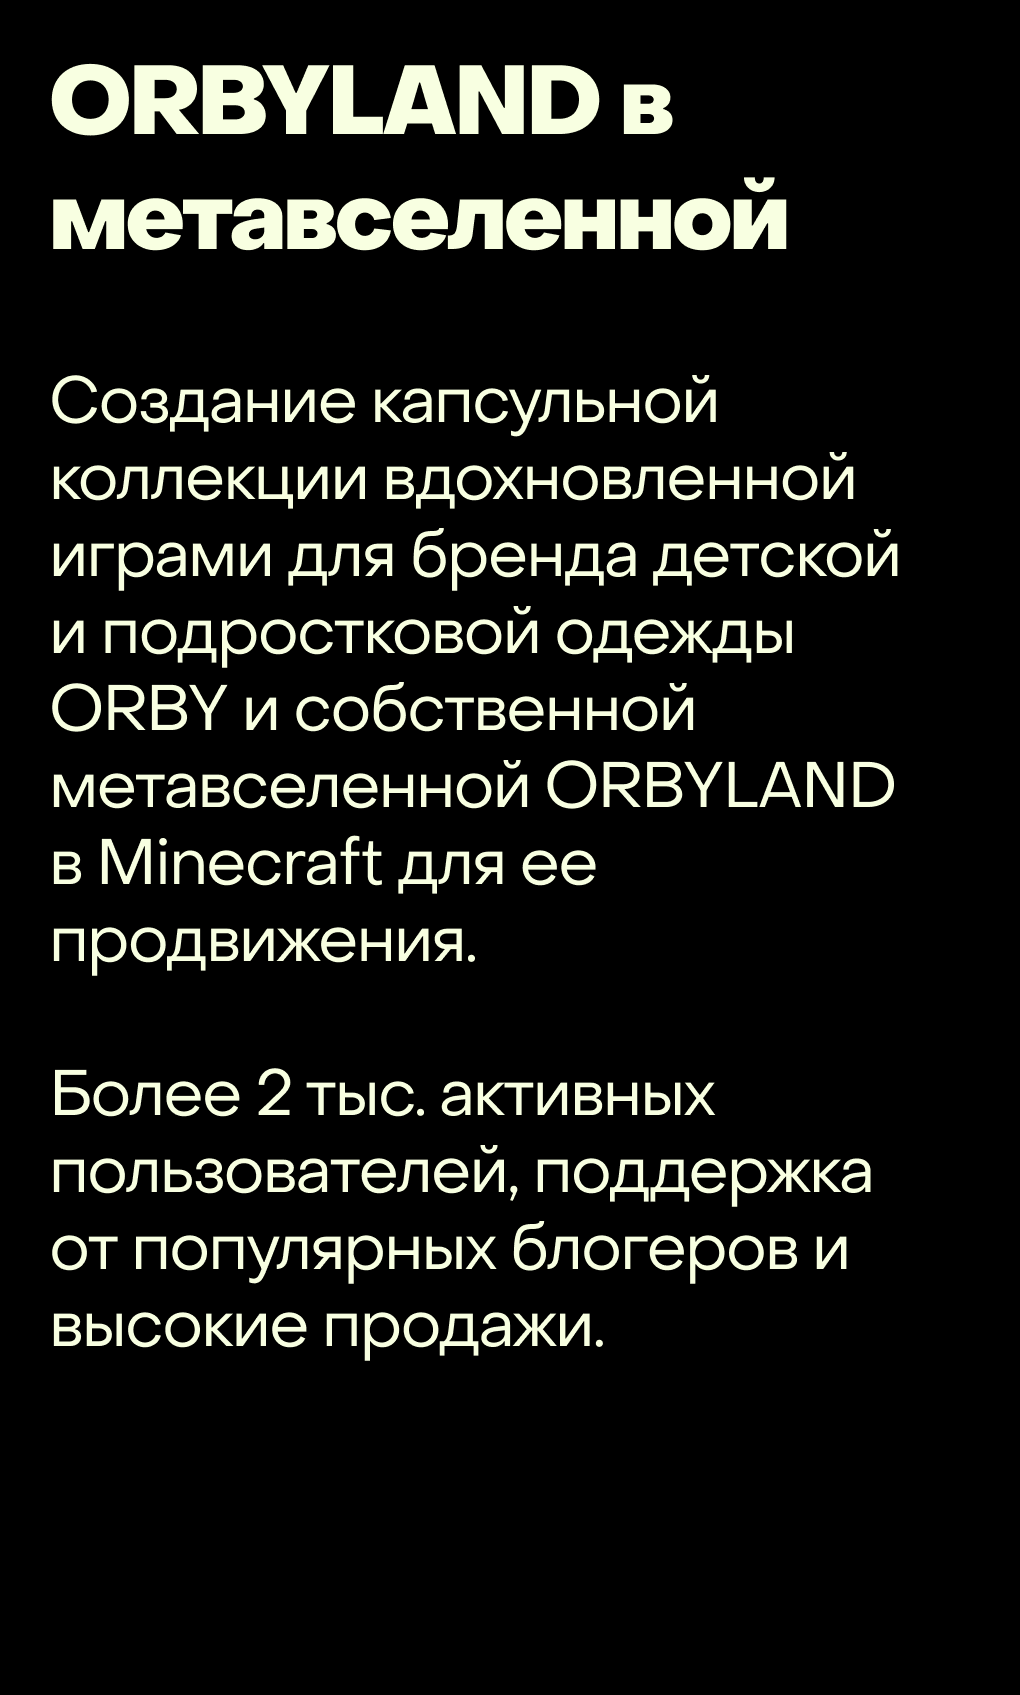 ORBYLAND в
метавселенной
Создание капсульной
коллекции вдохновленной
играми для бренда детской
и подростковой одежды
ORBY и собственной
метавселенной ORBYLAND
в Minecraft для ее
продвижения.
Более 2 тыс. активных
пользователей, поддержка
от популярных блогеров и
высокие продажи.